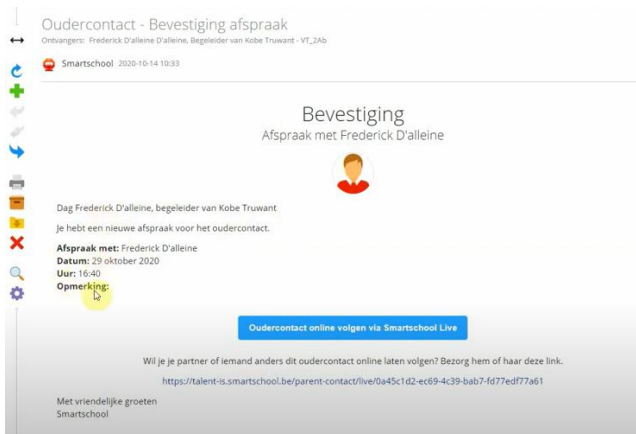 Oudercontact - Bevestiging afspraak
Ontvangers: Frederick D'alleine D'alleine, Begeleider van Kobe Truwant - VT_2Ab
Smartschool 2020-10-14 10:33
Bevestiging
Afspraak met Frederick D'alleine
Dag Frederick D'alleine, begeleider van Kobe Truwant
Je hebt een nieuwe afspraak voor het oudercontact.
Afspraak met: Frederick D'alleine
Datum: 29 oktober 2020
Uur: 16:40
Opmerking:
Oudercontact online volgen via Smartschool Live
Wil je je partner of iemand anders dit oudercontact online laten volgen? Bezorg hem of haar deze link.
https://talent-is.smartschool.be/parent-contact/live/0a45c1d2-ec69-4c39-bab7-fd77edf77a61
Met vriendelijke groeten
Smartschool